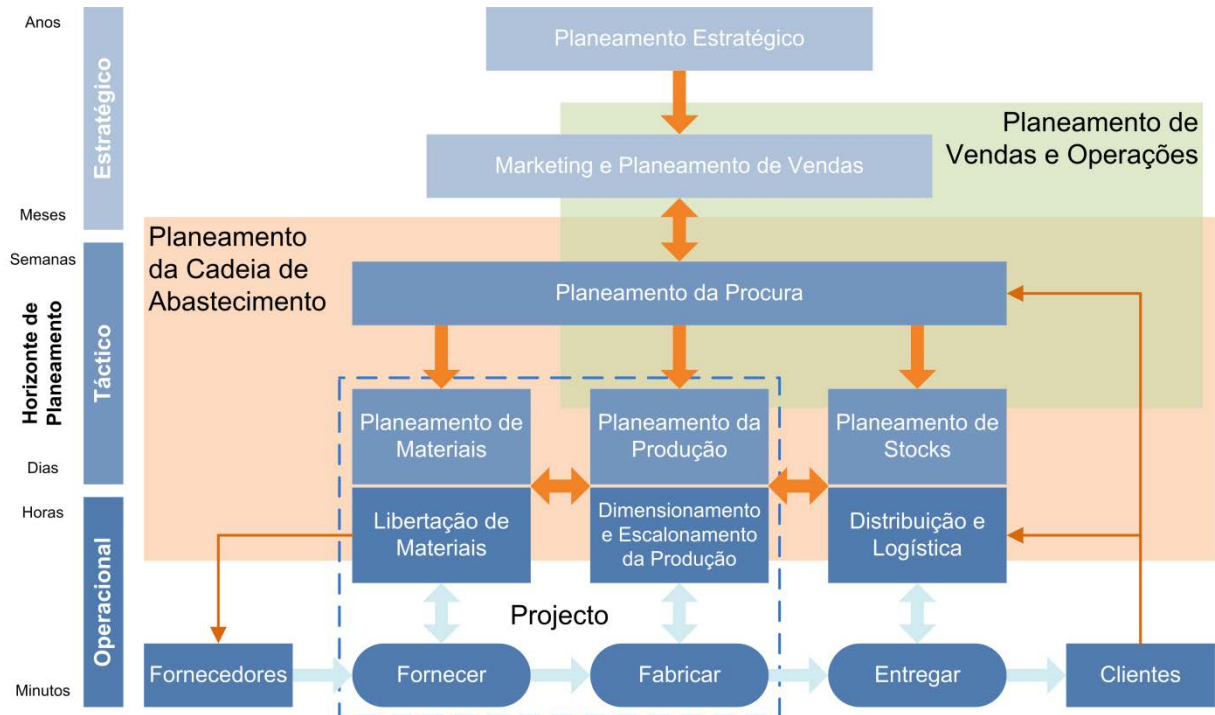 Anos
Planeamento Estratégico
Estratégico
Planeamento de
Vendas e Operações
Marketing e Planeamento de Vendas
Meses
Planeamento
da Cadeia de
Abastecimento
Semanas
Planeamento da Procura
Horizonte de
Planeamento
Táctico
Planeamento de
Materiais
Planeamento da
Produção
Planeamento de
Stocks
Dias
Horas
Libertação de
Materiais
Dimensionamento
e Escalonamento
da Produção
Distribuição e
Logística
Operacional
Projecto
Fornecedores
Fornecer
Fabricar
Entregar
Clientes
Minutos